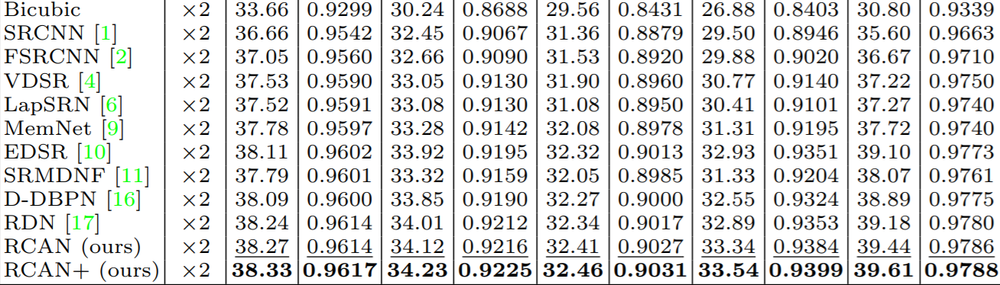 Bicubic ×2 33.66 0.9299 30.24 0.8688 29.56 0.8431 26.88 0.8403 30.80 0.9339
SRCNN [1] ×2 36.66 0.9542 32.45 0.9067 31.36 0.8879 29.50 0.8946 35.60 0.9663
FSRCNN [2] ×2 37.05 0.9560 32.66 0.9090 31.53 0.8920 29.88 0.9020 36.67 0.9710
VDSR [4] ×2 37.53 0.9590 33.05 0.9130 31.90 0.8960 30.77 0.9140 37.22 0.9750
LapSRN [6] ×2 37.52 0.9591 33.08 0.9130 31.08 0.8950 30.41 0.9101 37.27 0.9740
MemNet [9] ×2 37.78 0.9597 33.28 0.9142 32.08 0.8978 31.31 0.9195 37.72 0.9740
EDSR [10] ×2 38.11 0.9602 33.92 0.9195 32.32 0.9013 32.93 0.9351 39.10 0.9773
SRMDNF [11] ×2 37.79 0.9601 33.32 0.9159 32.05 0.8985 31.33 0.9204 38.07 0.9761
D-DBPN [16] ×2 38.09 0.9600 33.85 0.9190 32.27 0.9000 32.55 0.9324 38.89 0.9775
RDN [17] ×2 38.24 0.9614 34.01 0.9212 32.34 0.9017 32.89 0.9353 39.18 0.9780
RCAN (ours) ×2 38.27 0.9614 34.12 0.9216 32.41 0.9027 33.34 0.9384 39.44 0.9786
RCAN+ (ours) ×2 38.33 0.9617 34.23 0.9225 32.46 0.9031 33.54 0.9399 39.61 0.9788